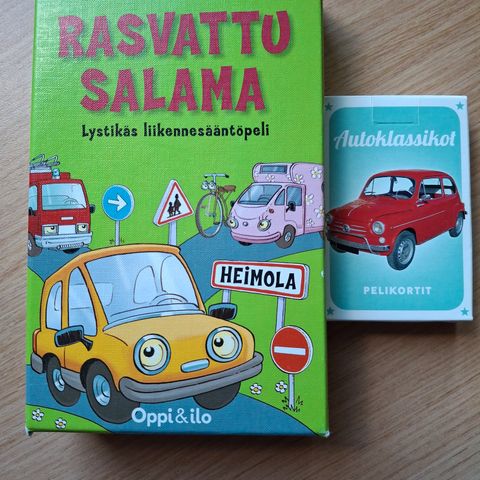 RASVATTU
SALAMA
Lystikäs liikennesääntöpeli
HEIMOLA
Oppi&ilo
Autoklassikot
PELIKORTIT